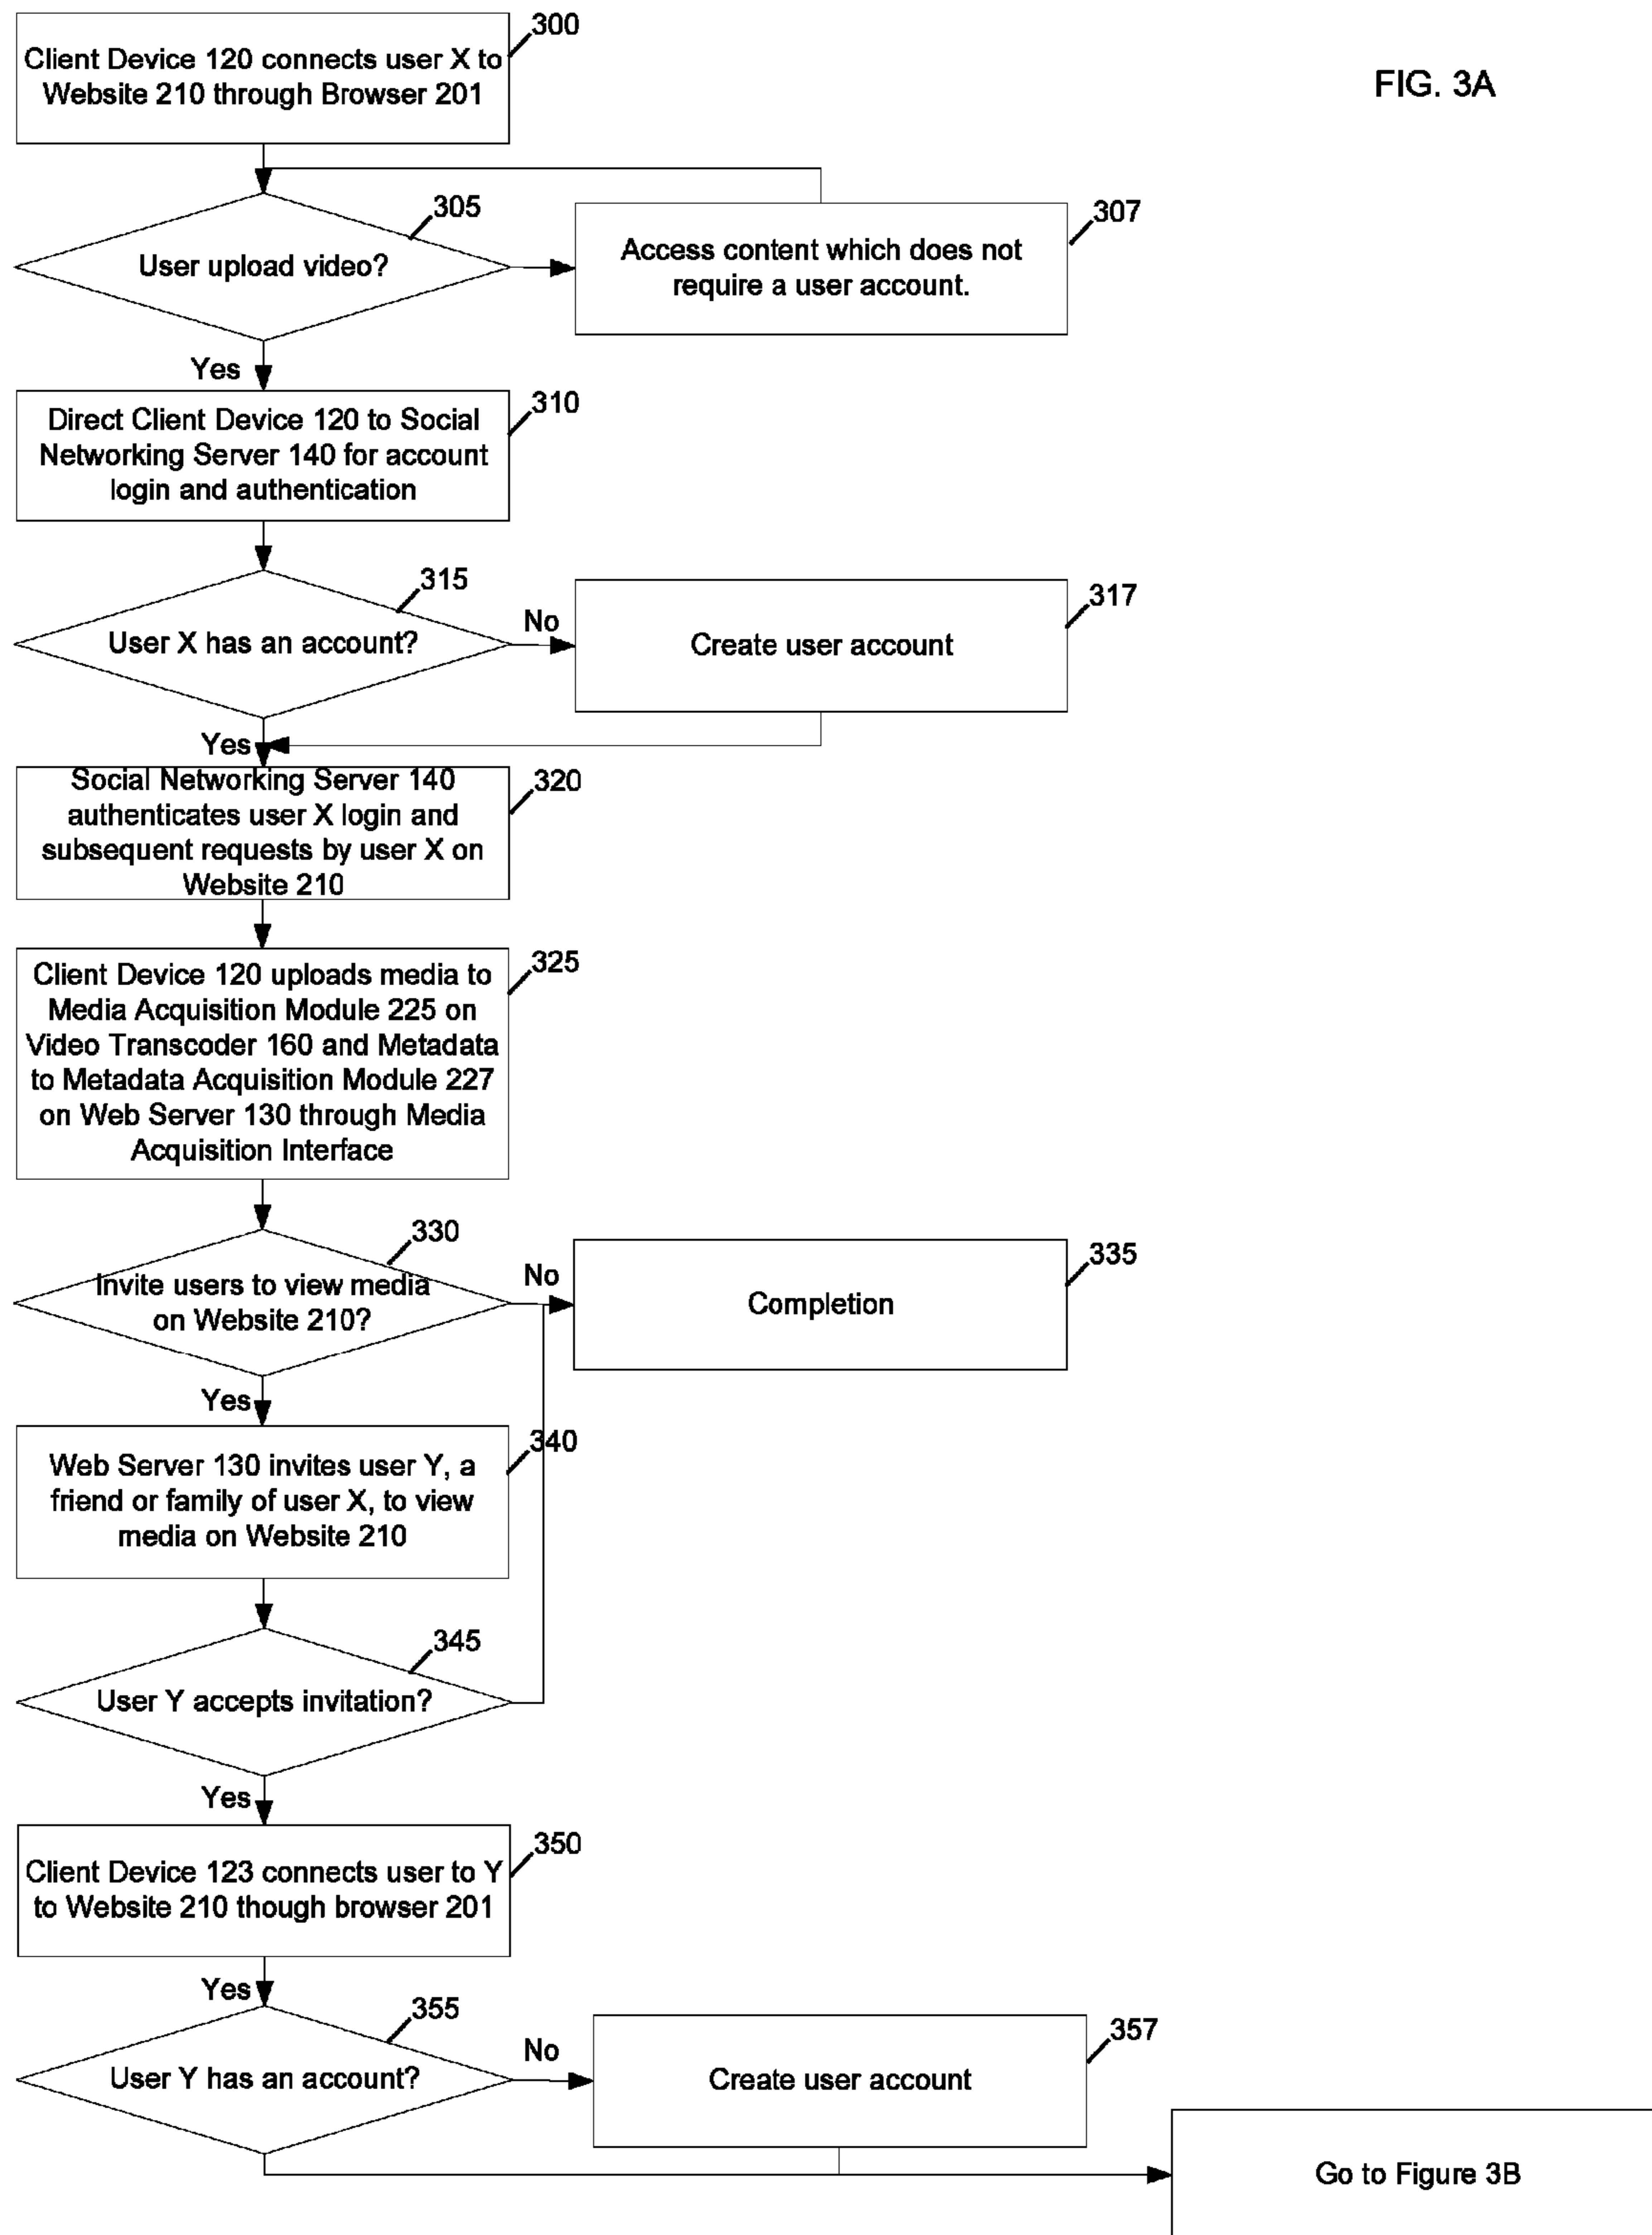 300
Client Device 120 connects user X to
Website 210 through Browser 201
FIG. 3A
305
User upload video?
307
Access content which does not
require a user account.
Yes
310
Direct Client Device 120 to Social
Networking Server 140 for account
login and authentication
315
User X has an account?
No
317
Create user account
Yes
320
Social Networking Server 140
authenticates user X login and
subsequent requests by user X on
Website 210
325
Client Device 120 uploads media to
Media Acquisition Module 225 on
Video Transcoder 160 and Metadata
to Metadata Acquisition Module 227
on Web Server 130 through Media
Acquisition Interface
330
Invite users to view media
on Website 210?
No
335
Completion
Yes
340
Web Server 130 invites user Y, a
friend or family of user X, to view
media on Website 210
345
User Y accepts invitation?
Yes
350
Client Device 123 connects user to Y
to Website 210 though browser 201
Yes
355
User Y has an account?
No
357
Create user account
Go to Figure 3B